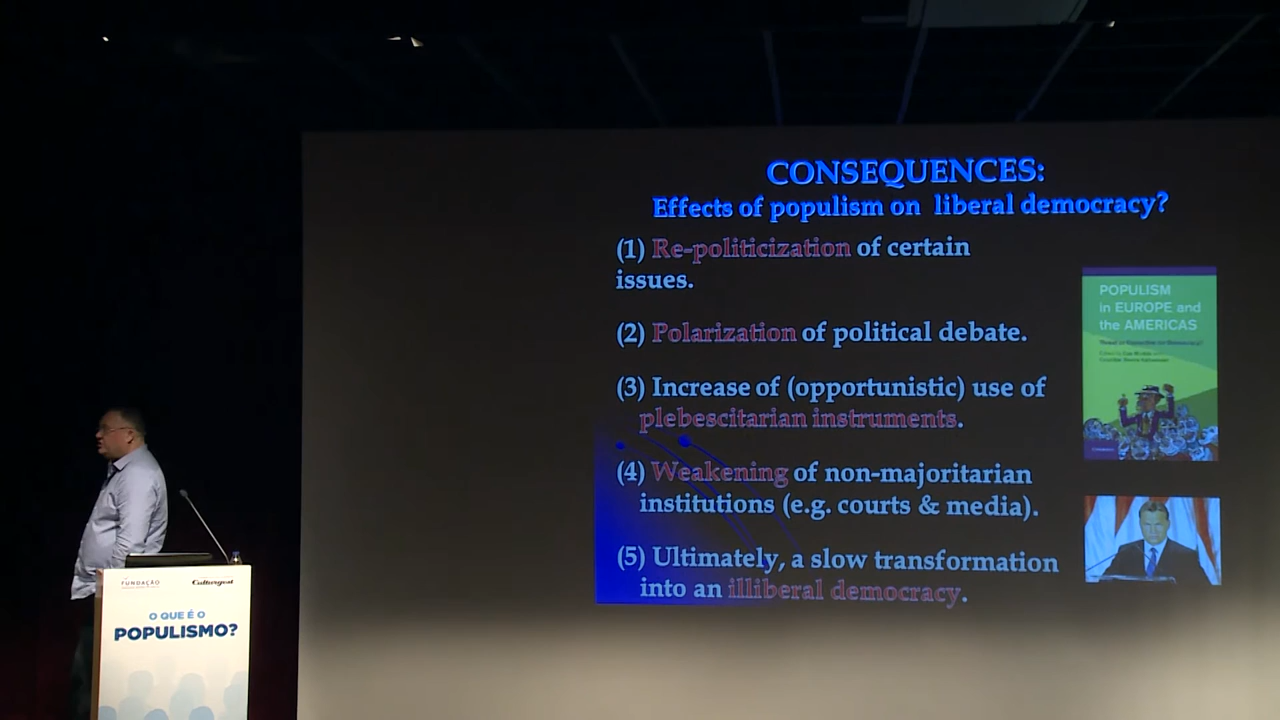 CONSEQUENCES:
Effects of populism on liberal democracy?
(1) Re-politicization of certain
issues.
(2) Polarization of political debate.
(3) Increase of (opportunistic) use of
plebescitarian instruments.
(4) Weakening of non-majoritarian
institutions (e.g. courts & media).
(5) Ultimately, a slow transformation
into an illiberal democracy.
POPULISM
in EUROPE and
the AMERICAS
FUNDAÇÃO
Culturgest
O QUE É O
POPULISMO?